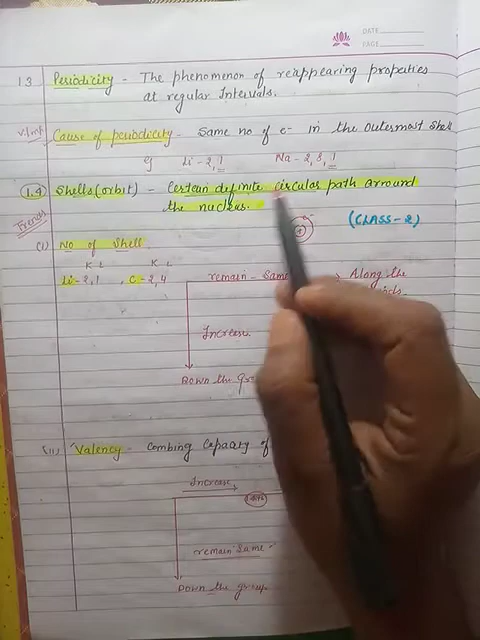 DATE
PAGE
1.3 Periodicity - The phenomenon of reappearing properties
at regular Intervals.
V.Imp Cause of periodicity - Same no of e- in the outermost shell
eg Li - 2,1 Na - 2,8,1
1.4 Shells (orbit) - Certain definite circular path arround
the nucleus.
Trends
(CLASS-2)
(i) No of Shell
K L K L
Li - 2,1 , C - 2,4
remain - Same
Along the
Increase
Down the
(ii) Valency - Combing Capacity of
Increase
remain same
Down the group